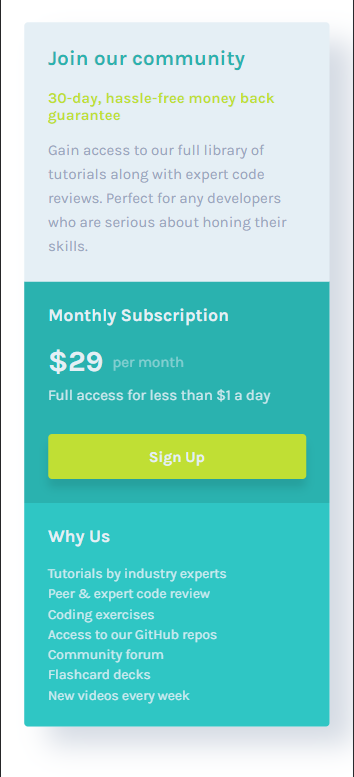 Join our community
30-day, hassle-free money back
guarantee
Gain access to our full library of
tutorials along with expert code
reviews. Perfect for any developers
who are serious about honing their
skills.
Monthly Subscription
$29 per month
Full access for less than $1 a day
Sign Up
Why Us
Tutorials by industry experts
Peer & expert code review
Coding exercises
Access to our GitHub repos
Community forum
Flashcard decks
New videos every week